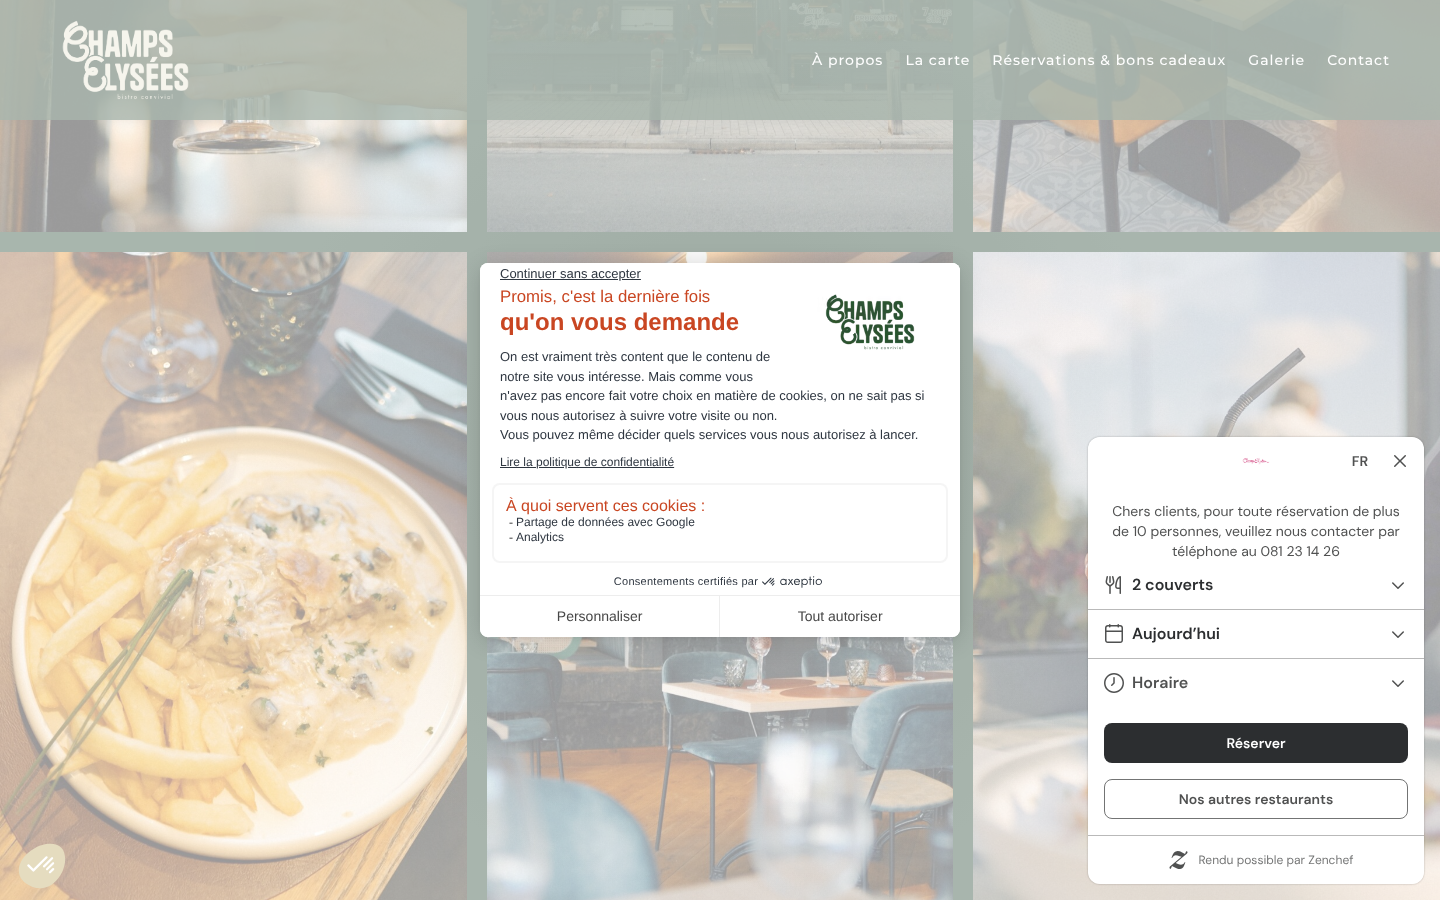 CHAMPS
ELYSÉES
bistro convivial
À propos
La carte
Réservations & bons cadeaux
Galerie
Contact
Continuer sans accepter
Promis, c'est la dernière fois
qu'on vous demande
CHAMPS
ELYSÉES
bistro convivial
On est vraiment très content que le contenu de
notre site vous intéresse. Mais comme vous
n'avez pas encore fait votre choix en matière de cookies, on ne sait pas si
vous nous autorisez à suivre votre visite ou non.
Vous pouvez même décider quels services vous nous autorisez à lancer.
Lire la politique de confidentialité
À quoi servent ces cookies :
- Partage de données avec Google
- Analytics
Consentements certifiés par axeptio
Personnaliser
Tout autoriser
FR
Chers clients, pour toute réservation de plus
de 10 personnes, veuillez nous contacter par
téléphone au 081 23 14 26
2 couverts
Aujourd’hui
Horaire
Réserver
Nos autres restaurants
Rendu possible par Zenchef